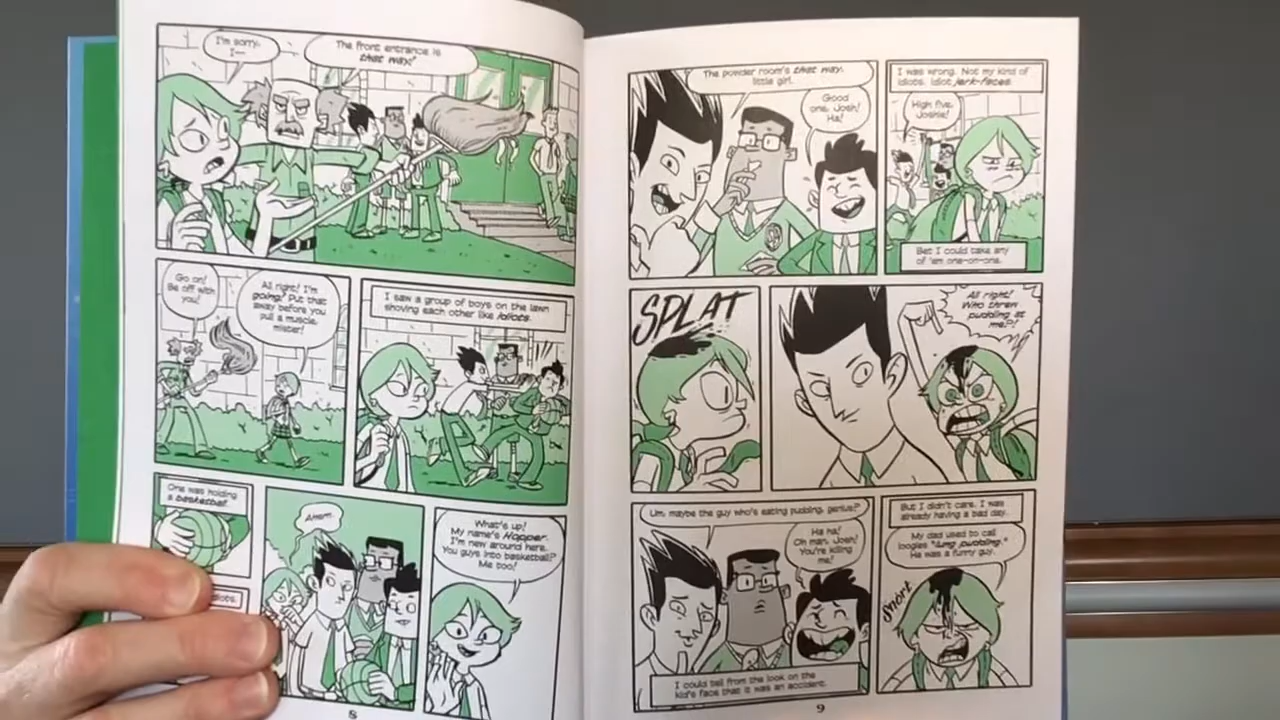 I'm sorry,
I—
The front entrance is
that way!
Go on!
Be off with
you!
All right! I'm
going! Put that
away before you
pull a muscle,
mister!
I saw a group of boys on the lawn
shoving each other like idiots.
One was holding
a basketball.
idiots.
Ahem.
What's up!
My name's Hopper.
I'm new around here.
You guys into basketball?
Me too!
8
The powder room's that way,
little girl.
Good
one, Josh!
Ha!
I was wrong. Not my kind of
idiots. Idiot jerk-faces.
High five,
Joshie!
Bet I could take any
of 'em one-on-one.
SPLAT
All right!
Who threw
pudding at
me?!
Um, maybe the guy who's eating pudding, genius?
Ha ha!
Oh man, Josh!
You're killing
me!
I could tell from the look on the
kid's face that it was an accident.
But I didn't care. I was
already having a bad day.
My dad used to call
loogies "lung pudding."
He was a funny guy.
Snort
9